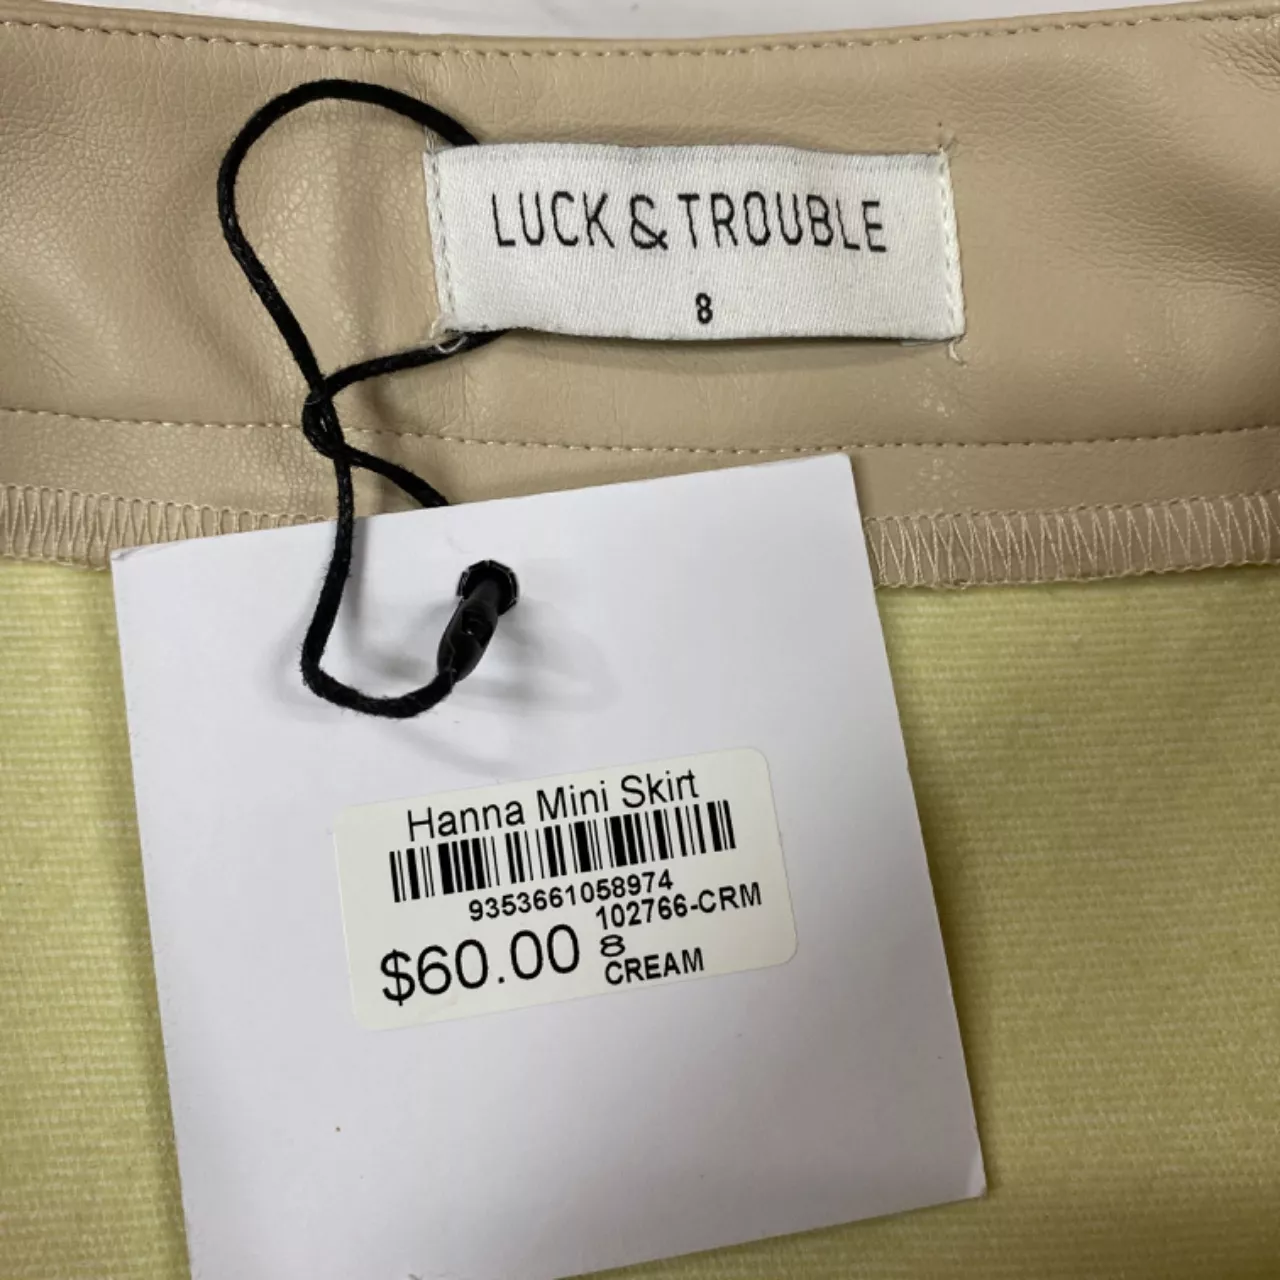 LUCK & TROUBLE
8
Hanna Mini Skirt
9353661058974
102766-CRM
$60.00 8
CREAM